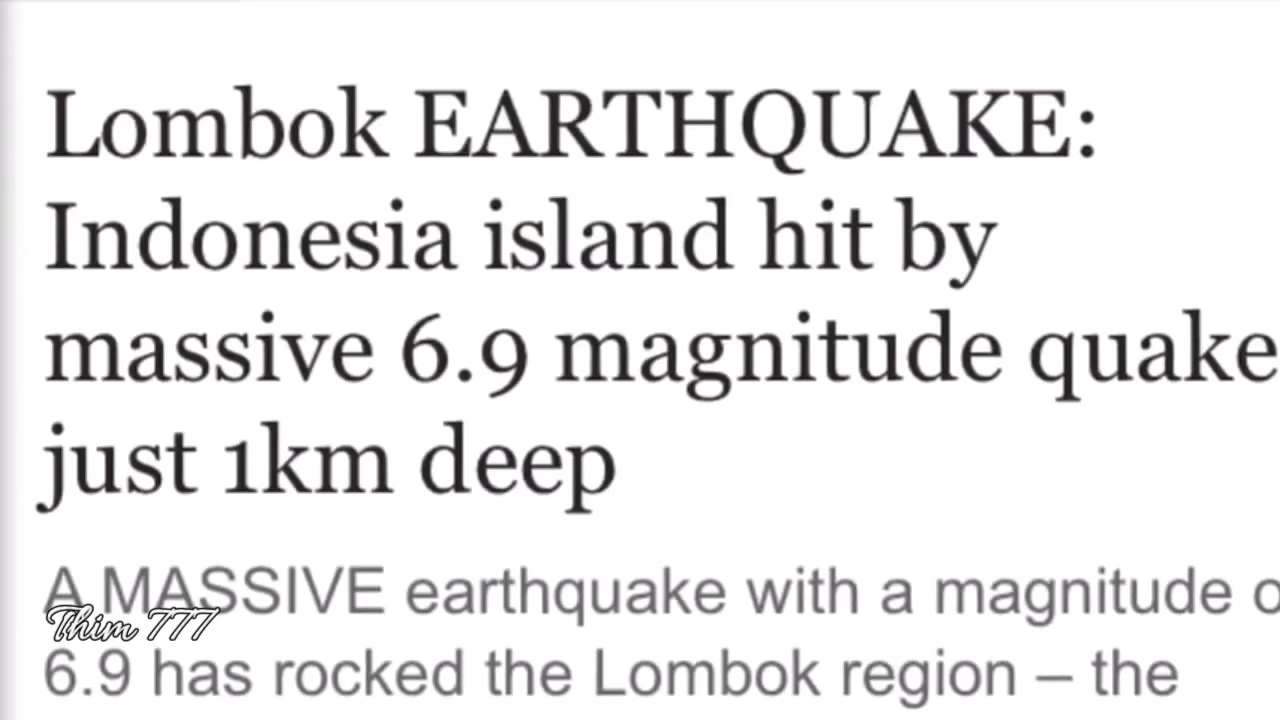 Lombok EARTHQUAKE:
Indonesia island hit by
massive 6.9 magnitude quake
just 1km deep
A MASSIVE earthquake with a magnitude o
Thim 777
6.9 has rocked the Lombok region – the